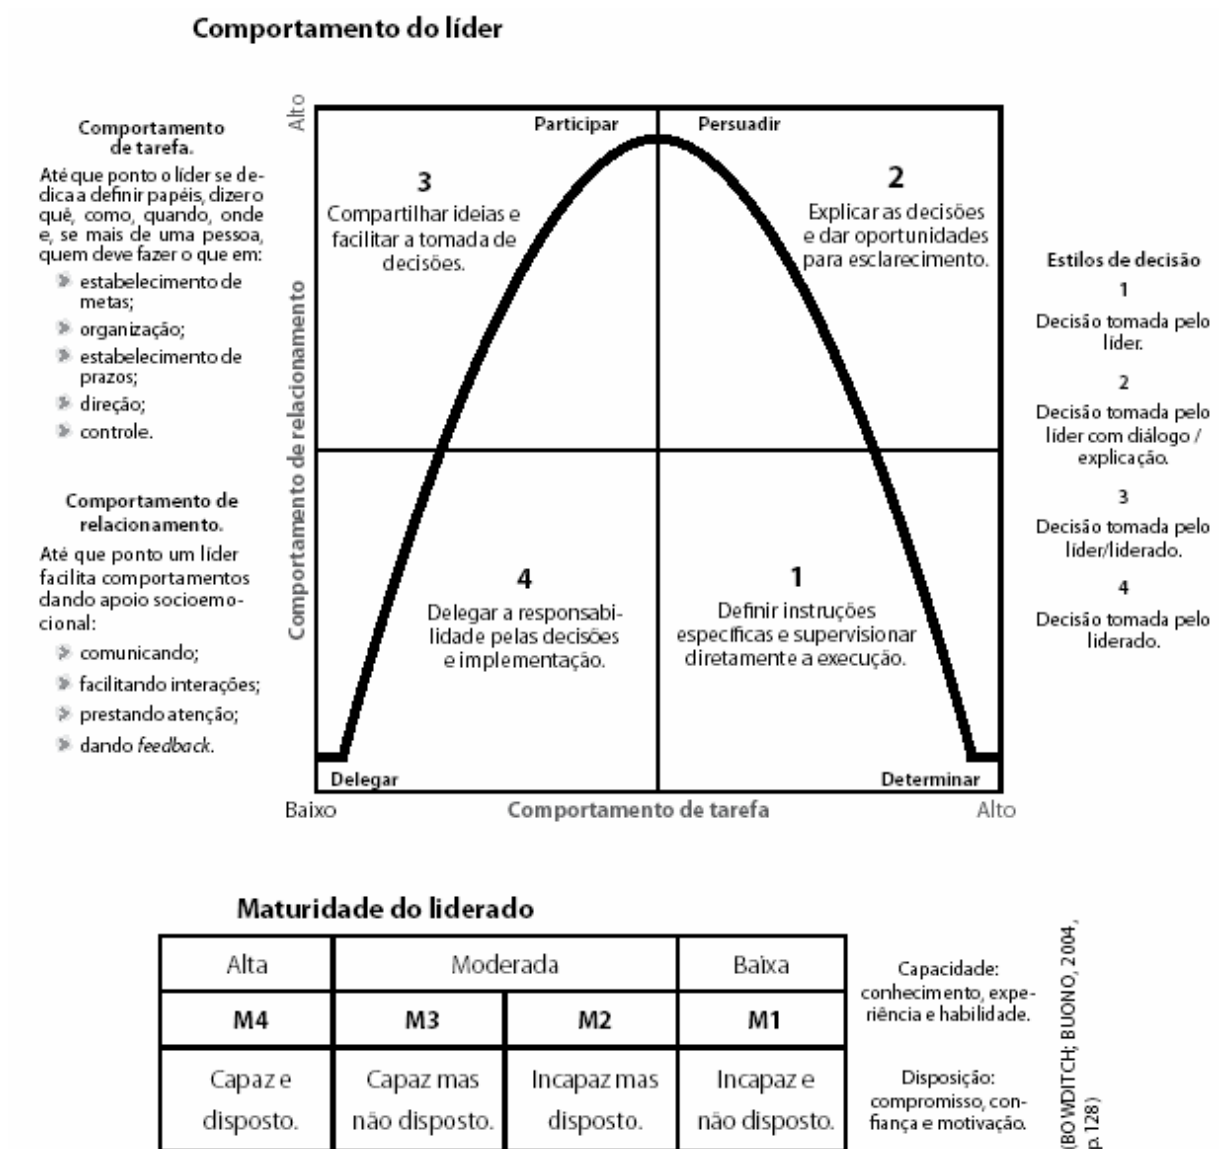 Comportamento do líder
Comportamento
de tarefa.
Até que ponto o líder se de-
dica a definir papéis, dizer o
quê, como, quando, onde
e, se mais de uma pessoa,
quem deve fazer o que em:
estabelecimento de
metas;
organização;
estabelecimento de
prazos;
direção;
controle.
Comportamento de
relacionamento.
Até que ponto um líder
facilita comportamentos
dando apoio socioemo-
cional:
comunicando;
facilitando interações;
prestando atenção;
dando feedback.
Alto
Comportamento de relacionamento
Participar
Persuadir
3
Compartilhar ideias e
facilitar a tomada de
decisões.
2
Explicar as decisões
e dar oportunidades
para esclarecimento.
4
Delegar a responsabi-
lidade pelas decisões
e implementação.
1
Definir instruções
específicas e supervisionar
diretamente a execução.
Delegar
Determinar
Baixo
Comportamento de tarefa
Alto
Estilos de decisão
1
Decisão tomada pelo
líder.
2
Decisão tomada pelo
líder com diálogo /
explicação.
3
Decisão tomada pelo
líder/liderado.
4
Decisão tomada pelo
liderado.
Maturidade do liderado
Alta Moderada Baixa
M4 M3 M2 M1
Capaz e Capaz mas Incapaz mas Incapaz e
disposto. não disposto. disposto. não disposto.
Capacidade:
conhecimento, expe-
riência e habilidade.
Disposição:
compromisso, con-
fiança e motivação.
(BOWDITCH; BUONO, 2004,
p. 128)